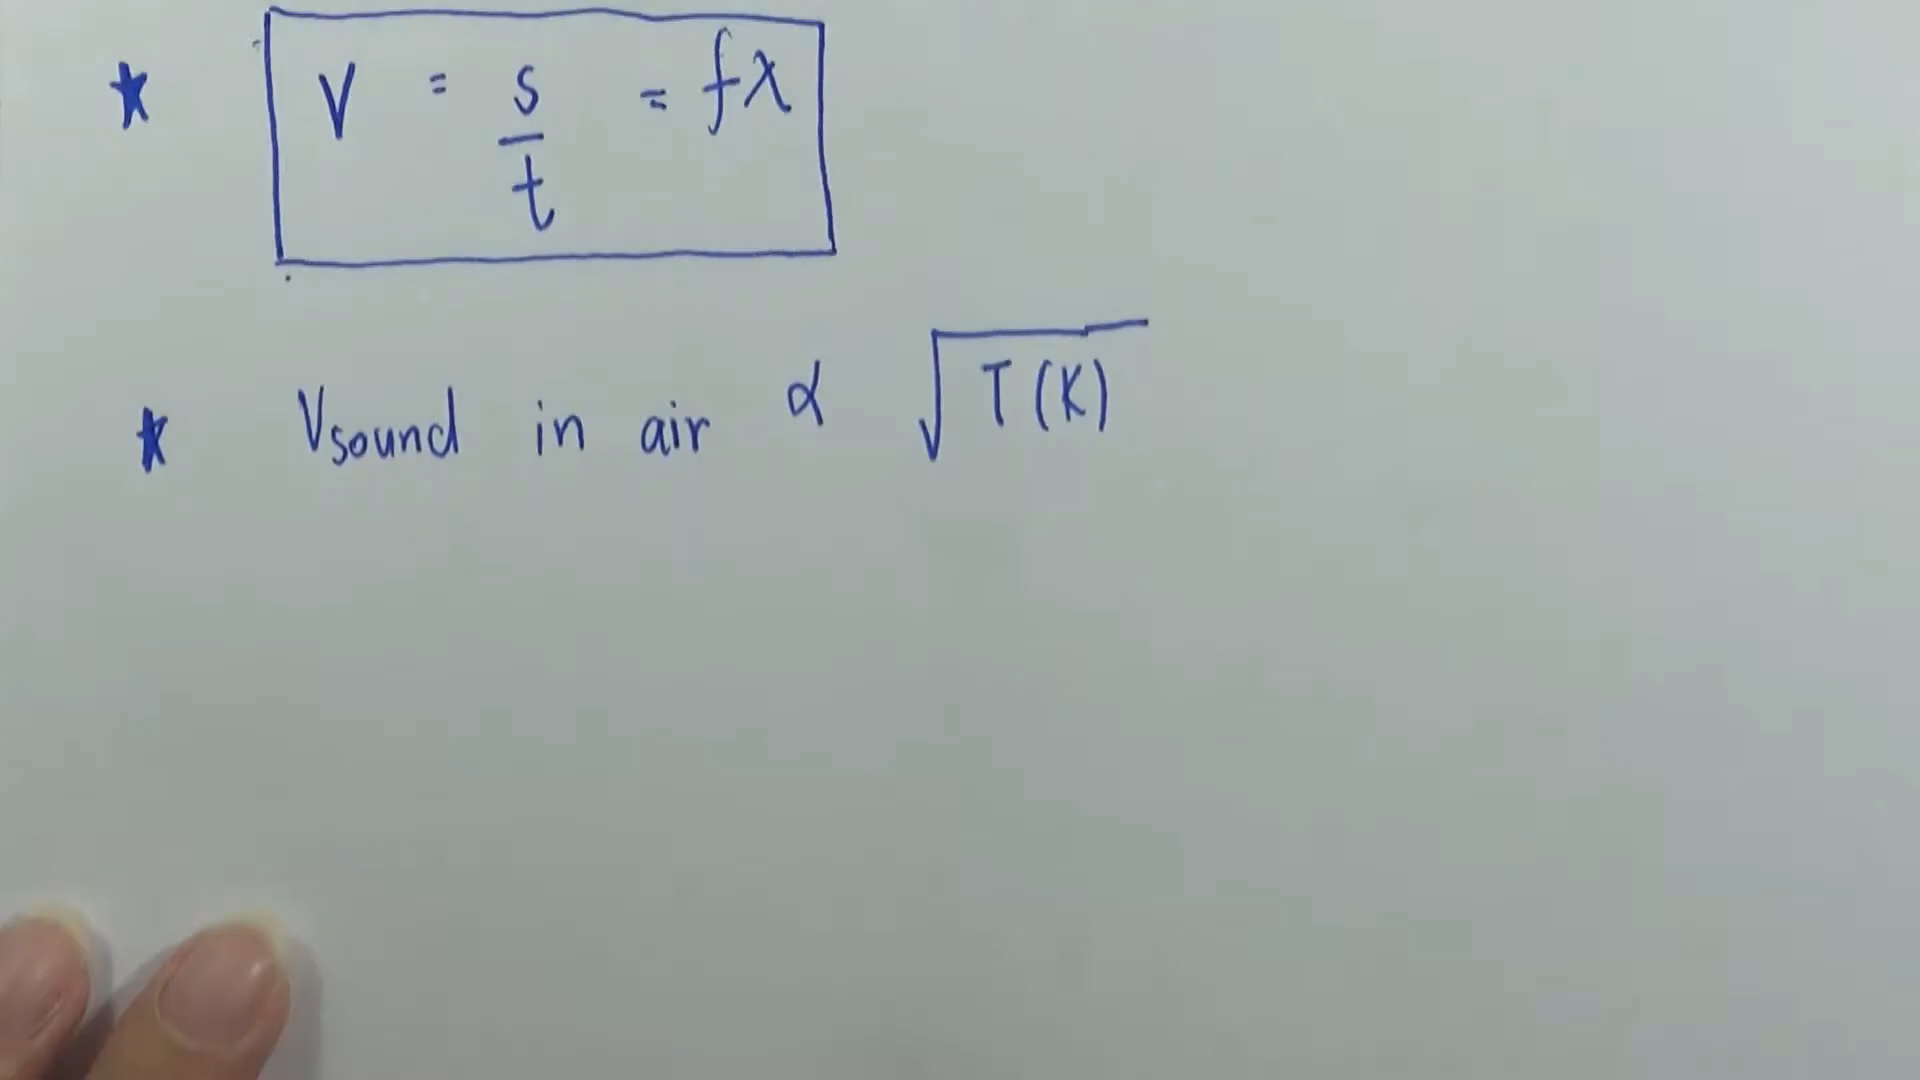 ★ V = s/t = fλ
★ Vsound in air ∝ √T(K)